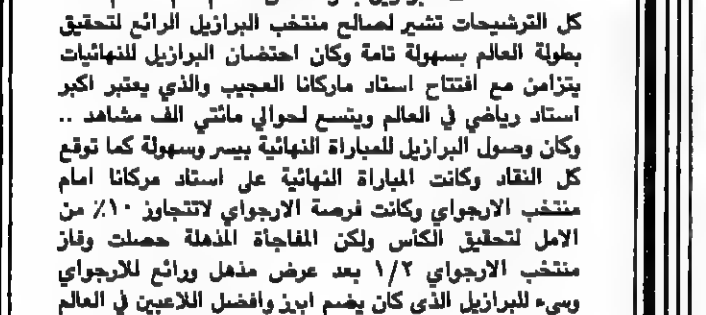 كل الترشيحات تشير لصالح منتخب البرازيل الرائع لتحقيق
بطولة العالم بسهولة تامة وكان احتضان البرازيل للنهائيات
يتزامن مع افتتاح استاد ماركانا العجيب والذي يعتبر اكبر
استاد رياضي في العالم ويتسع لحوالي مائتي الف مشاهد ..
وكان وصول البرازيل للمباراة النهائية بيسر وسهولة كما توقع
كل النقاد وكانت المباراة النهائية على استاد مركانا امام
منتخب الارجواي وكانت فرصة الارجواي لاتتجاوز ١٠٪ من
الامل لتحقيق الكأس ولكن المفاجأة المذهلة حصلت وفاز
منتخب الارجواي ١/٢ بعد عرض مذهل ورائع للارجواي
وسيء للبرازيل الذي كان يضم ابرز وافضل اللاعبين في العالم